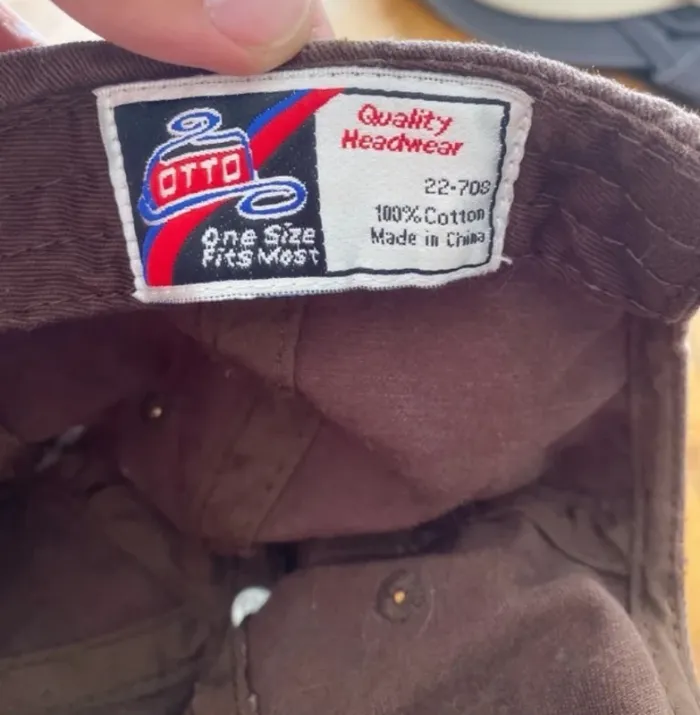 OTTO
One Size
Fits Most
Quality
Headwear
22-708
100% Cotton
Made in China